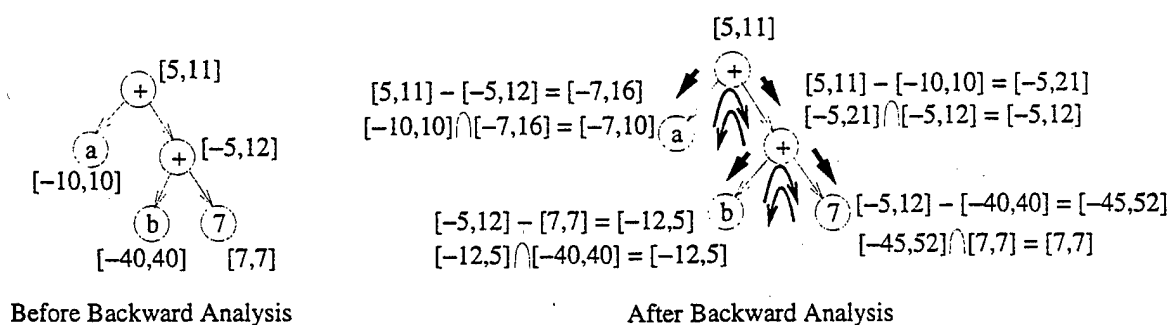 [5,11]
+
a
[−10,10]
+
[−5,12]
b
7
[−40,40]
[7,7]
Before Backward Analysis
[5,11]
+
[5,11] − [−5,12] = [−7,16]
[−10,10]⋂[−7,16] = [−7,10]
a
[5,11] − [−10,10] = [−5,21]
[−5,21]⋂[−5,12] = [−5,12]
+
[−5,12] − [7,7] = [−12,5]
[−12,5]⋂[−40,40] = [−12,5]
b
7
[−5,12] − [−40,40] = [−45,52]
[−45,52]⋂[7,7] = [7,7]
After Backward Analysis